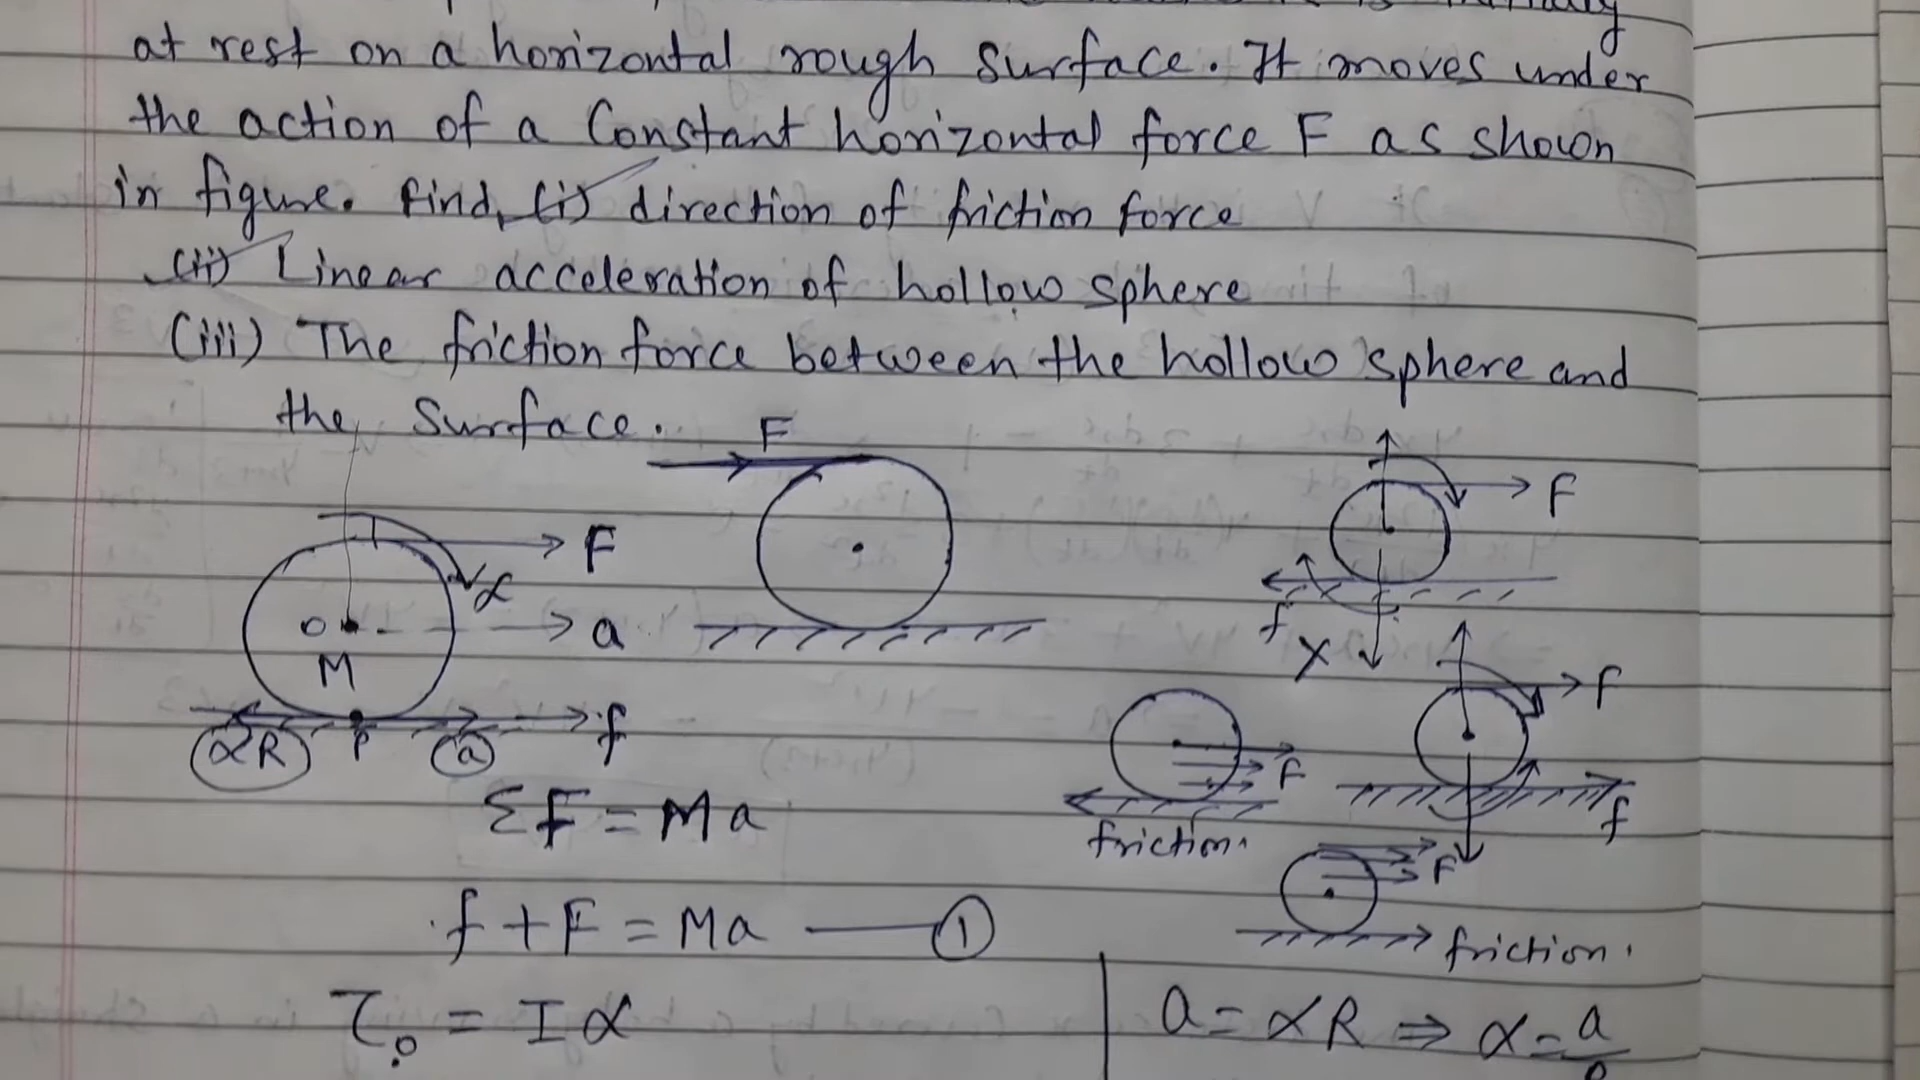 at rest on a horizontal rough surface. It moves under
the action of a Constant horizontal force F as shown
in figure. Find, (i) direction of friction force
(ii) Linear acceleration of hollow sphere
(iii) The friction force between the hollow sphere and
the Surface.
F
F
F
α
O
a
M
f
αR
P
a
f
F
F
f
friction.
F
friction.
ΣF = Ma
f + F = Ma — ①
τ₀ = Iα
a = αR ⇒ α = a